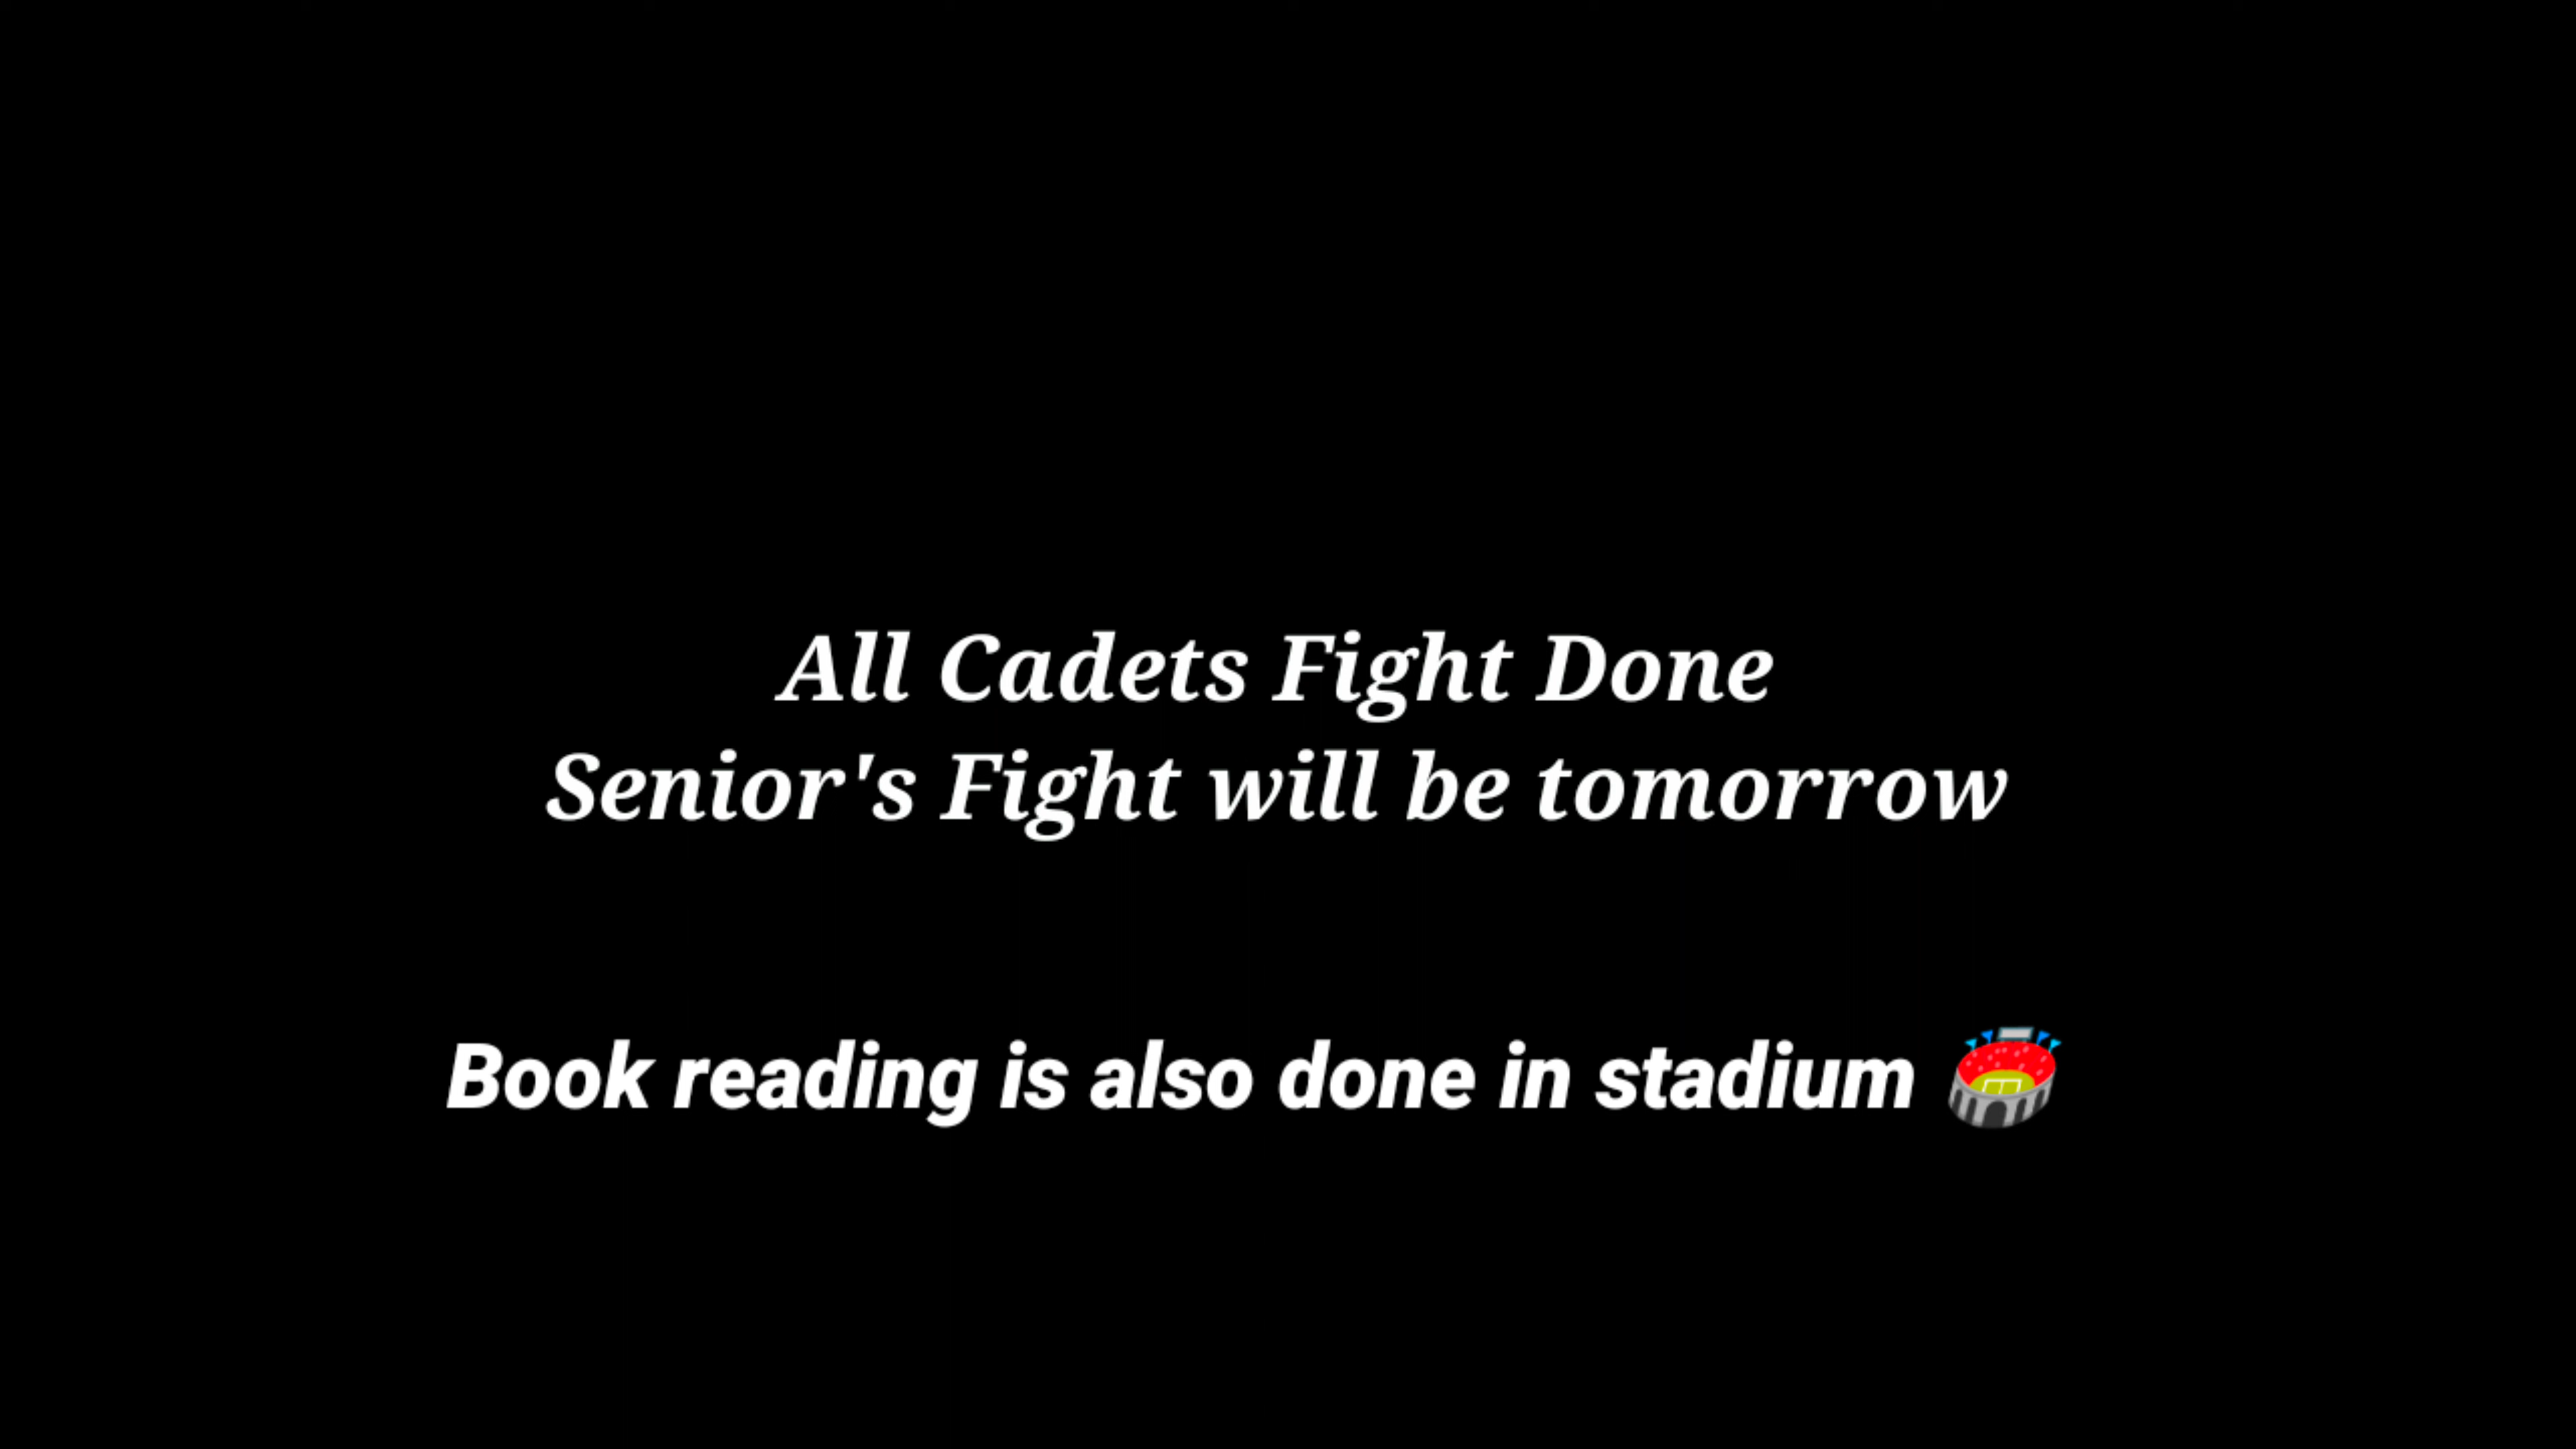 All Cadets Fight Done
Senior's Fight will be tomorrow
Book reading is also done in stadium 🏟️